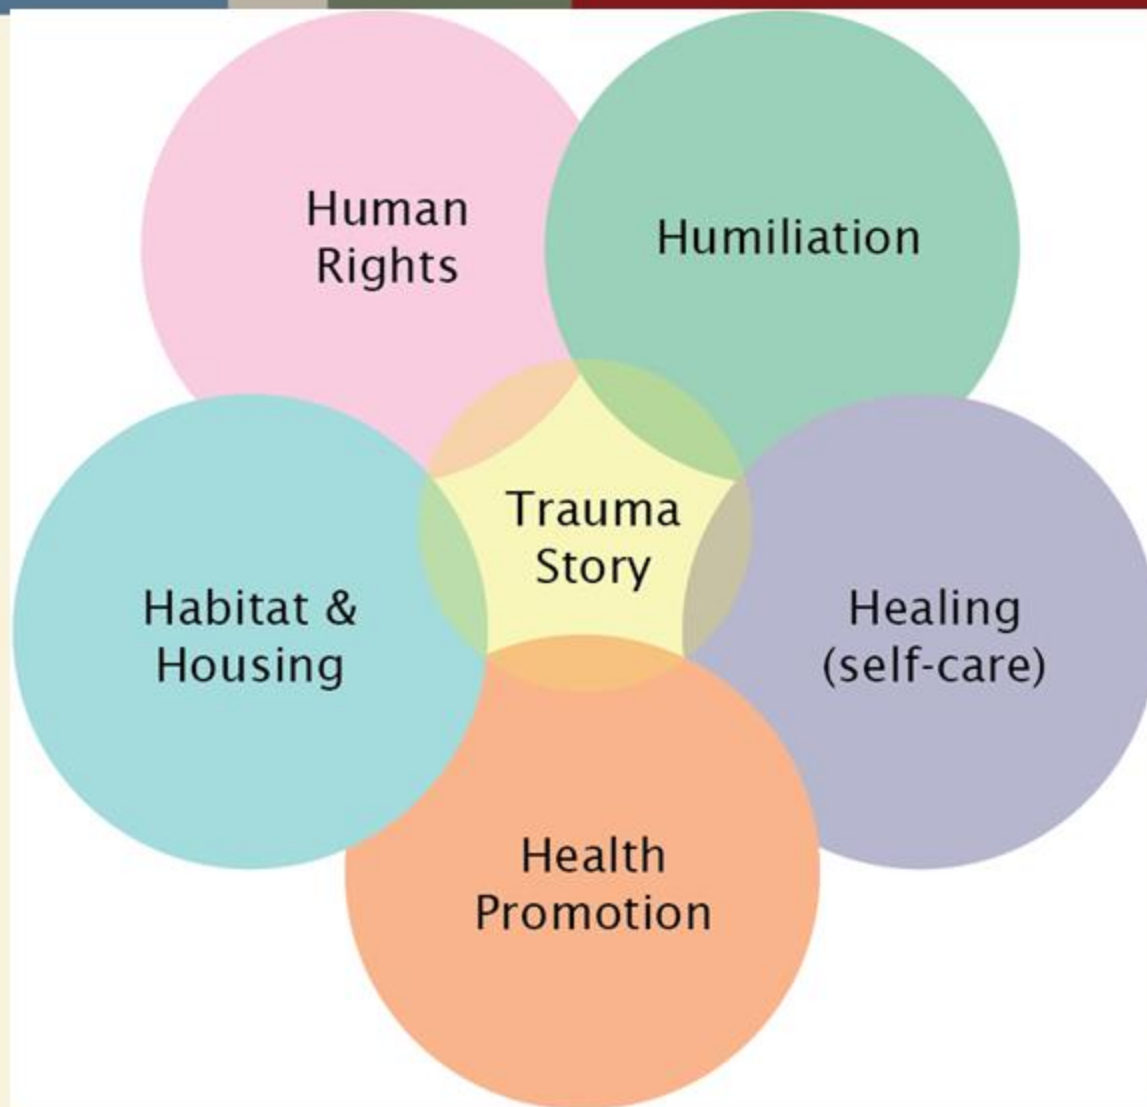 Human
Rights
Humiliation
Trauma
Story
Habitat &
Housing
Healing
(self-care)
Health
Promotion